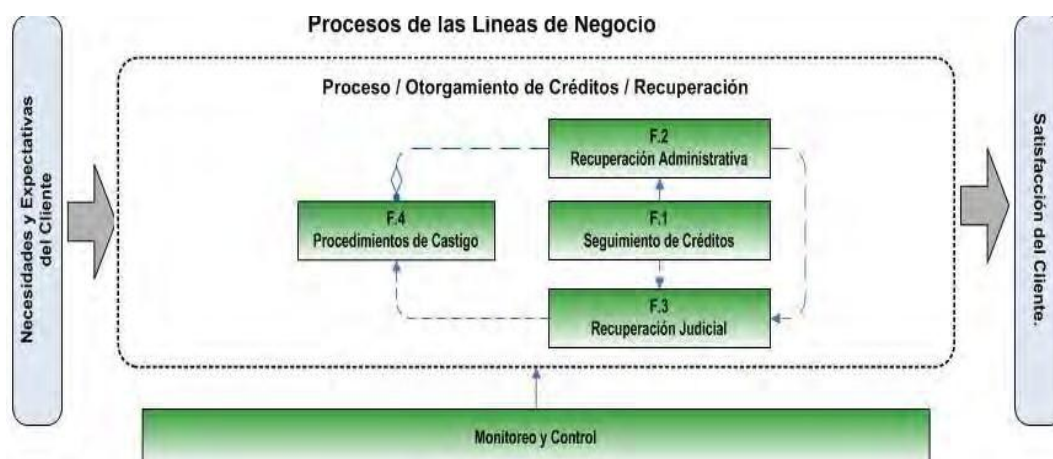 Procesos de las Lineas de Negocio
Necesidades y Expectativas
del Cliente
Proceso / Otorgamiento de Créditos / Recuperación
F.2
Recuperación Administrativa
F.4
Procedimientos de Castigo
F.1
Seguimiento de Créditos
F.3
Recuperación Judicial
Satisfacción del Cliente.
Monitoreo y Control